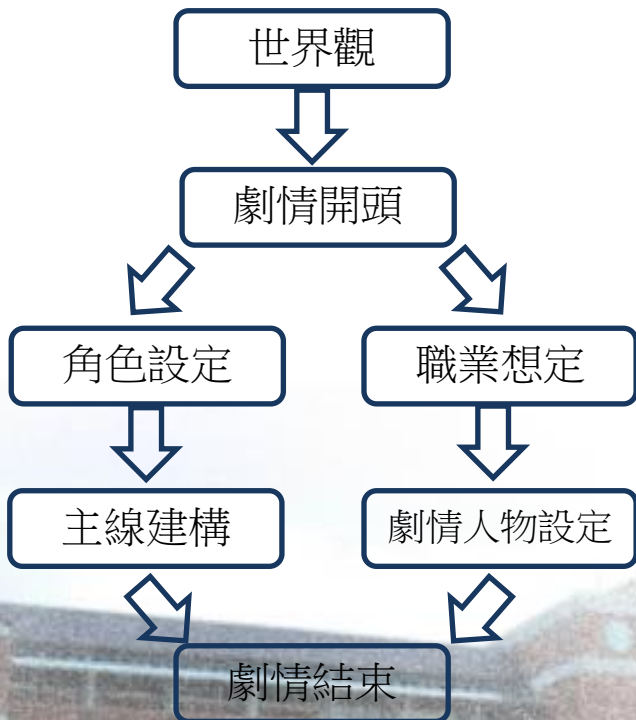 世界觀
劇情開頭
角色設定
職業想定
主線建構
劇情人物設定
劇情結束